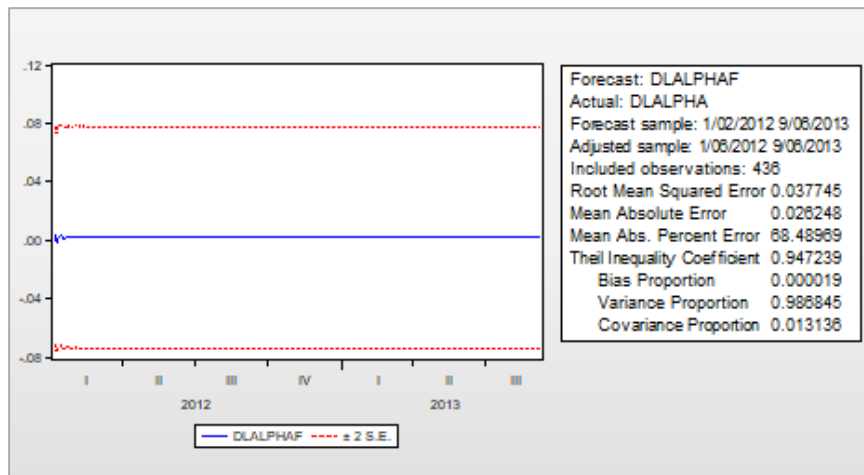 .12
.08
.04
.00
-.04
-.08
I II III IV I II III
2012 2013
DLALPHAF ± 2 S.E.
Forecast: DLALPHAF
Actual: DLALPHA
Forecast sample: 1/02/2012 9/06/2013
Adjusted sample: 1/06/2012 9/06/2013
Included observations: 436
Root Mean Squared Error 0.037745
Mean Absolute Error 0.026248
Mean Abs. Percent Error 68.48969
Theil Inequality Coefficient 0.947239
Bias Proportion 0.000019
Variance Proportion 0.986845
Covariance Proportion 0.013136